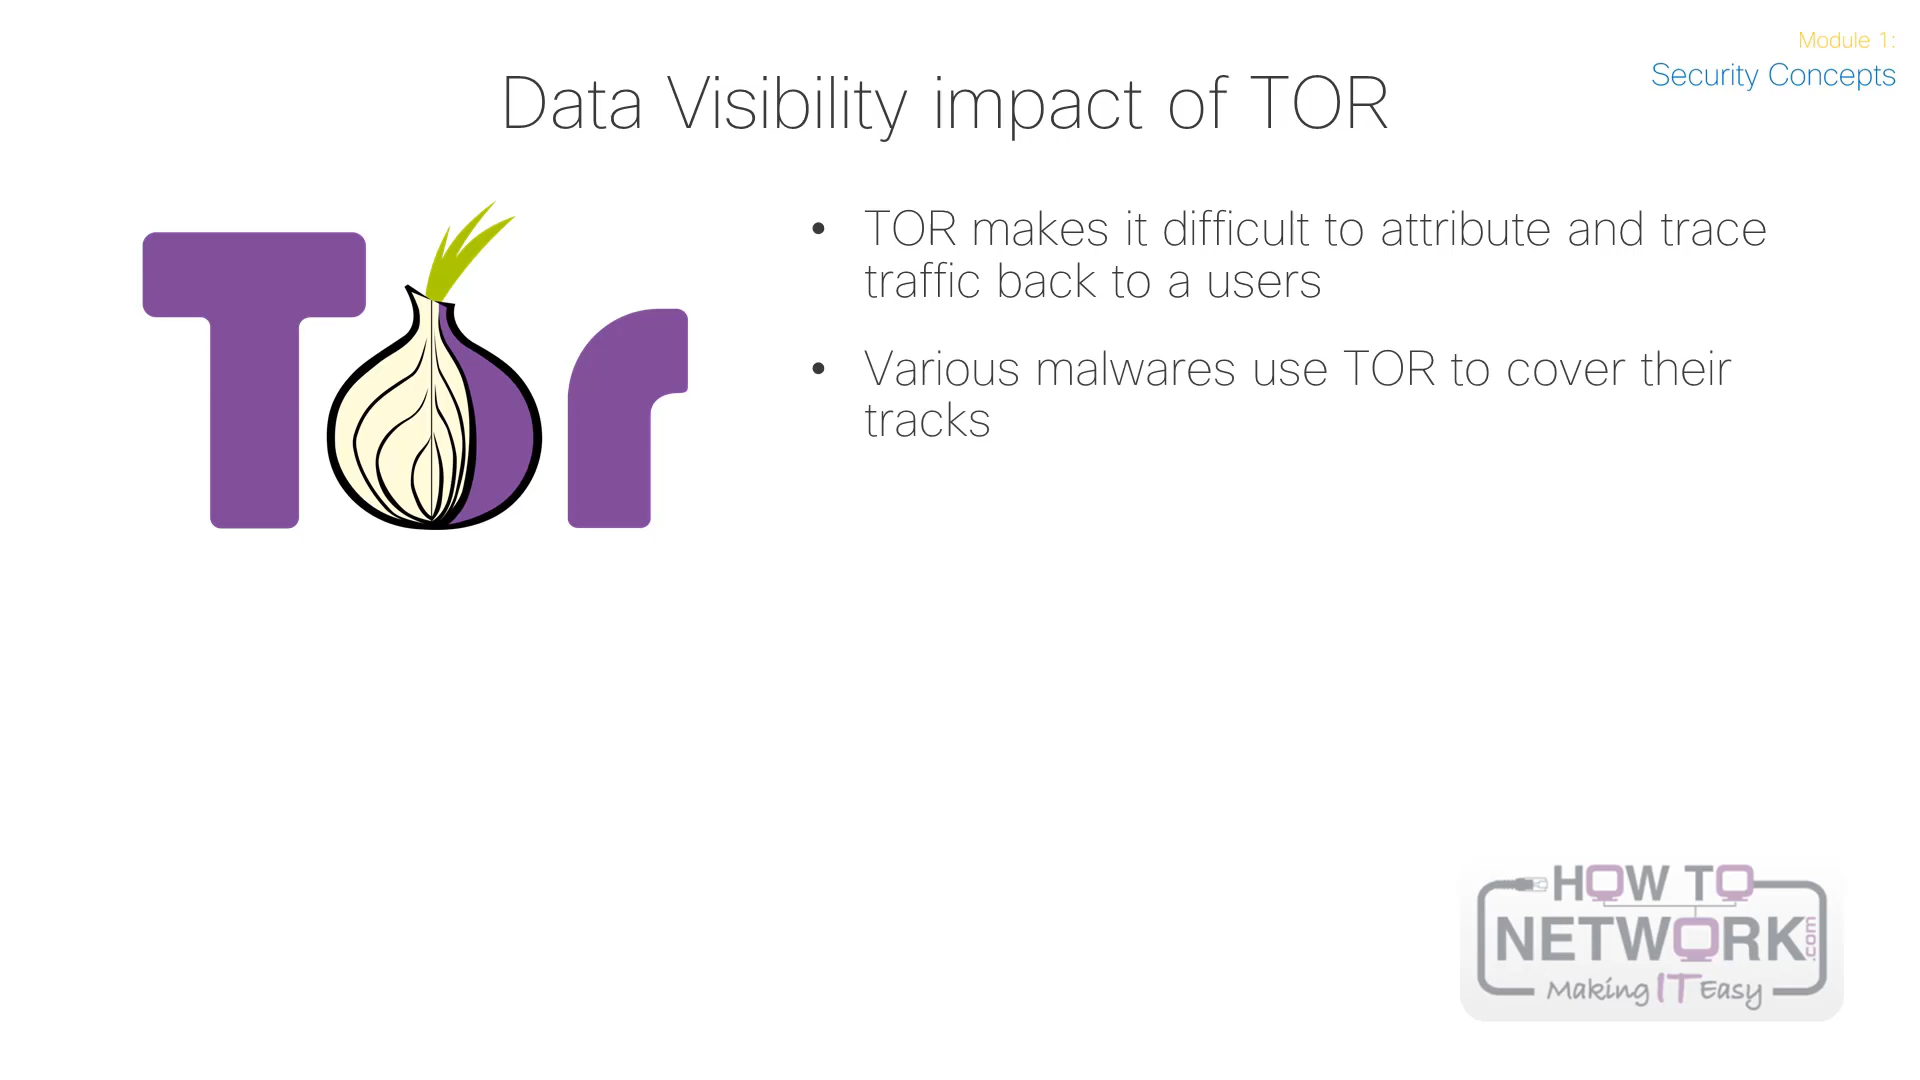 Module 1:
Security Concepts
Data Visibility impact of TOR
Tor
• TOR makes it difficult to attribute and trace
traffic back to a users
• Various malwares use TOR to cover their
tracks
HOW TO
NETWORK.com
Making IT Easy